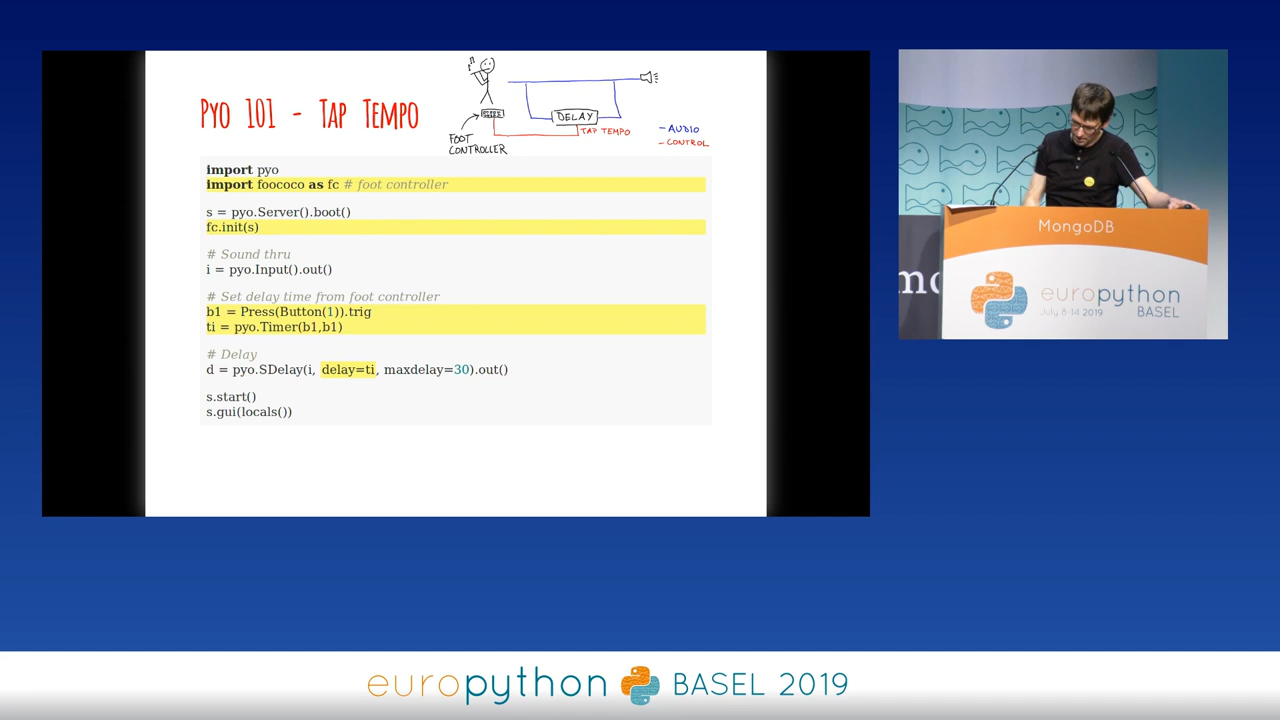 Pyo 101 - Tap Tempo
DELAY
TAP TEMPO
FOOT
CONTROLLER
- AUDIO
- CONTROL
import pyo
import foococo as fc # foot controller
s = pyo.Server().boot()
fc.init(s)
# Sound thru
i = pyo.Input().out()
# Set delay time from foot controller
b1 = Press(Button(1)).trig
ti = pyo.Timer(b1,b1)
# Delay
d = pyo.SDelay(i, delay=ti, maxdelay=30).out()
s.start()
s.gui(locals())
MongoDB
mo
europython
July 8-14 2019 BASEL
europython BASEL 2019